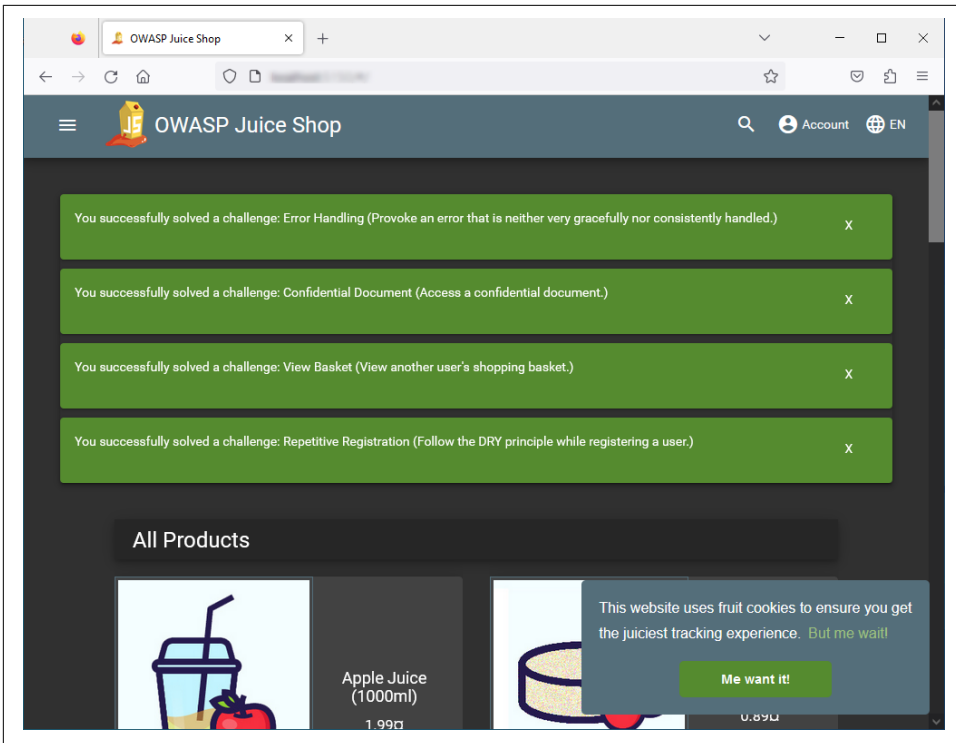 OWASP Juice Shop
JS OWASP Juice Shop
Account
EN
You successfully solved a challenge: Error Handling (Provoke an error that is neither very gracefully nor consistently handled.)
X
You successfully solved a challenge: Confidential Document (Access a confidential document.)
X
You successfully solved a challenge: View Basket (View another user's shopping basket.)
X
You successfully solved a challenge: Repetitive Registration (Follow the DRY principle while registering a user.)
X
All Products
Apple Juice
(1000ml)
1.99¤
0.89¤
This website uses fruit cookies to ensure you get
the juiciest tracking experience. But me wait!
Me want it!